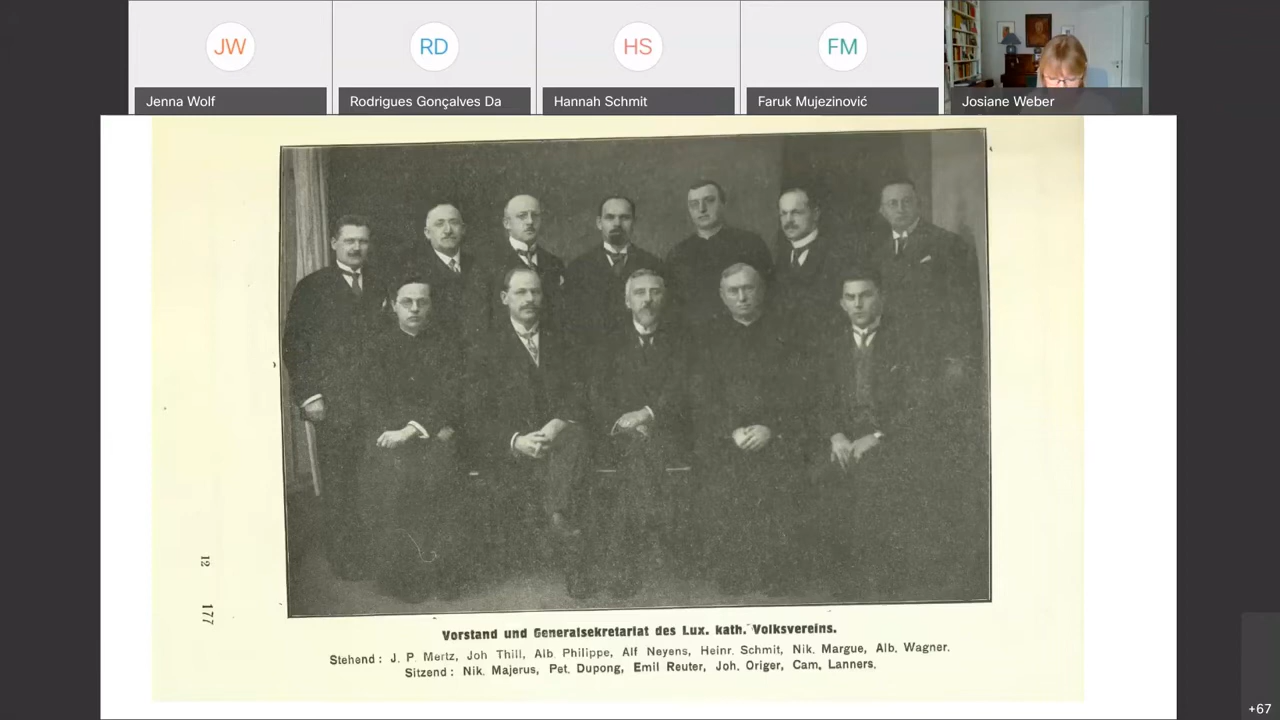 JW
RD
HS
FM
Jenna Wolf
Rodrigues Gonçalves Da
Hannah Schmit
Faruk Mujezinović
Josiane Weber
12
177
Vorstand und Generalsekretariat des Lux. kath. Volksvereins.
Stehend: J. P. Mertz, Joh Thill, Alb. Philippe, Alf Neyens, Heinr. Schmit, Nik. Margue, Alb. Wagner.
Sitzend: Nik. Majerus, Pet. Dupong, Emil Reuter, Joh. Origer, Cam. Lanners.
+67